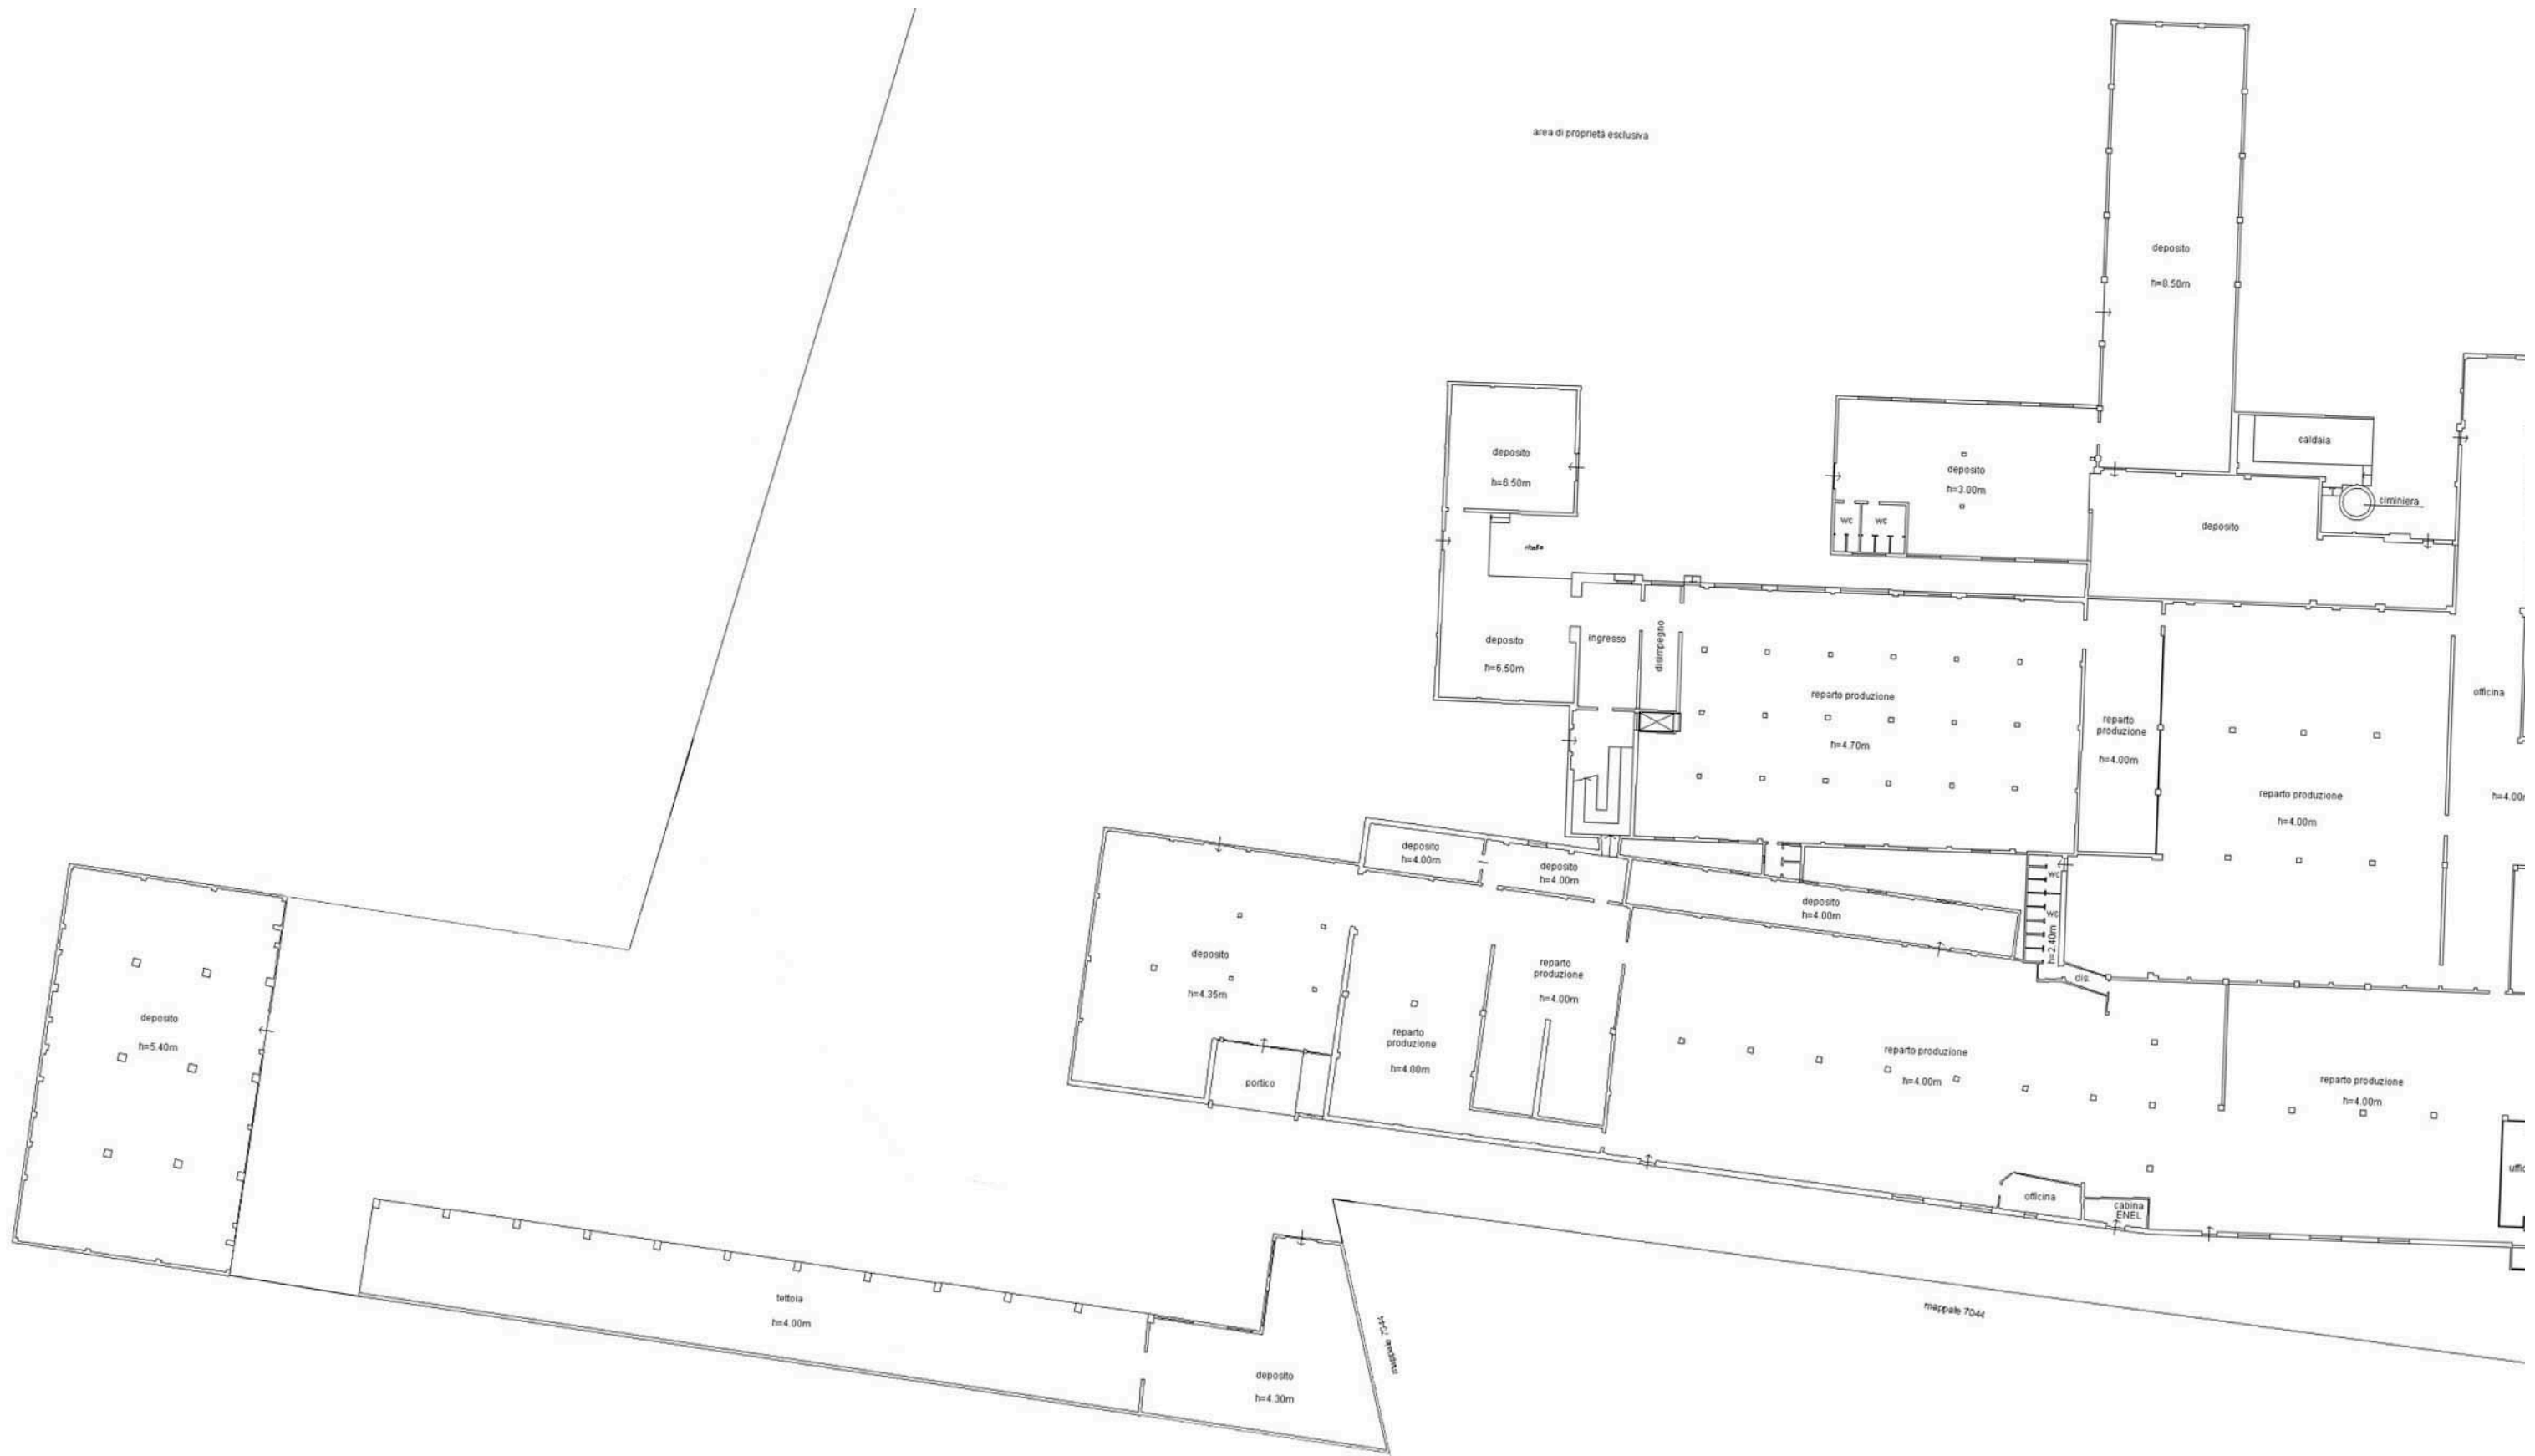 area di proprietà esclusiva
deposito
h=8.50m
deposito
h=6.50m
caldaia
deposito
h=3.00m
ciminiera
wc
wc
deposito
deposito
h=6.50m
ingresso
disimpegno
reparto produzione
h=4.70m
reparto
produzione
h=4.00m
officina
reparto produzione
h=4.00m
h=4.00
deposito
h=4.00m
deposito
h=4.00m
deposito
h=4.00m
wc
wc
h=2.40m
dis.
deposito
h=4.35m
reparto
produzione
h=4.00m
deposito
h=5.40m
reparto
produzione
h=4.00m
reparto produzione
h=4.00m
portico
reparto produzione
h=4.00m
officina
cabina
ENEL
tettoia
h=4.00m
mappale 7044
mappale 7044
deposito
h=4.30m